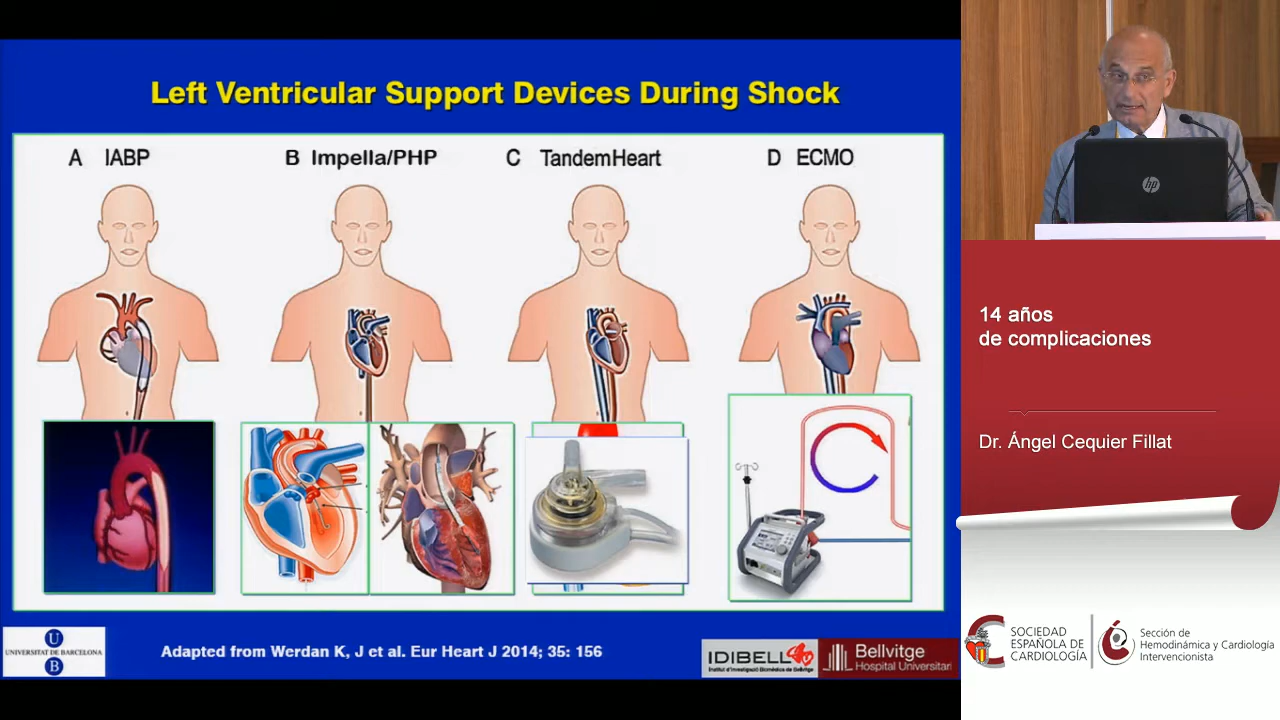 Left Ventricular Support Devices During Shock
A IABP
B Impella/PHP
C TandemHeart
D ECMO
U
UNIVERSITAT DE BARCELONA
B
Adapted from Werdan K, J et al. Eur Heart J 2014; 35: 156
IDIBELL
Institut d'Investigació Biomèdica de Bellvitge
Bellvitge
Hospital Universitari
hp
14 años
de complicaciones
Dr. Ángel Cequier Fillat
SOCIEDAD
ESPAÑOLA DE
CARDIOLOGÍA
Sección de
Hemodinámica y Cardiología
Intervencionista